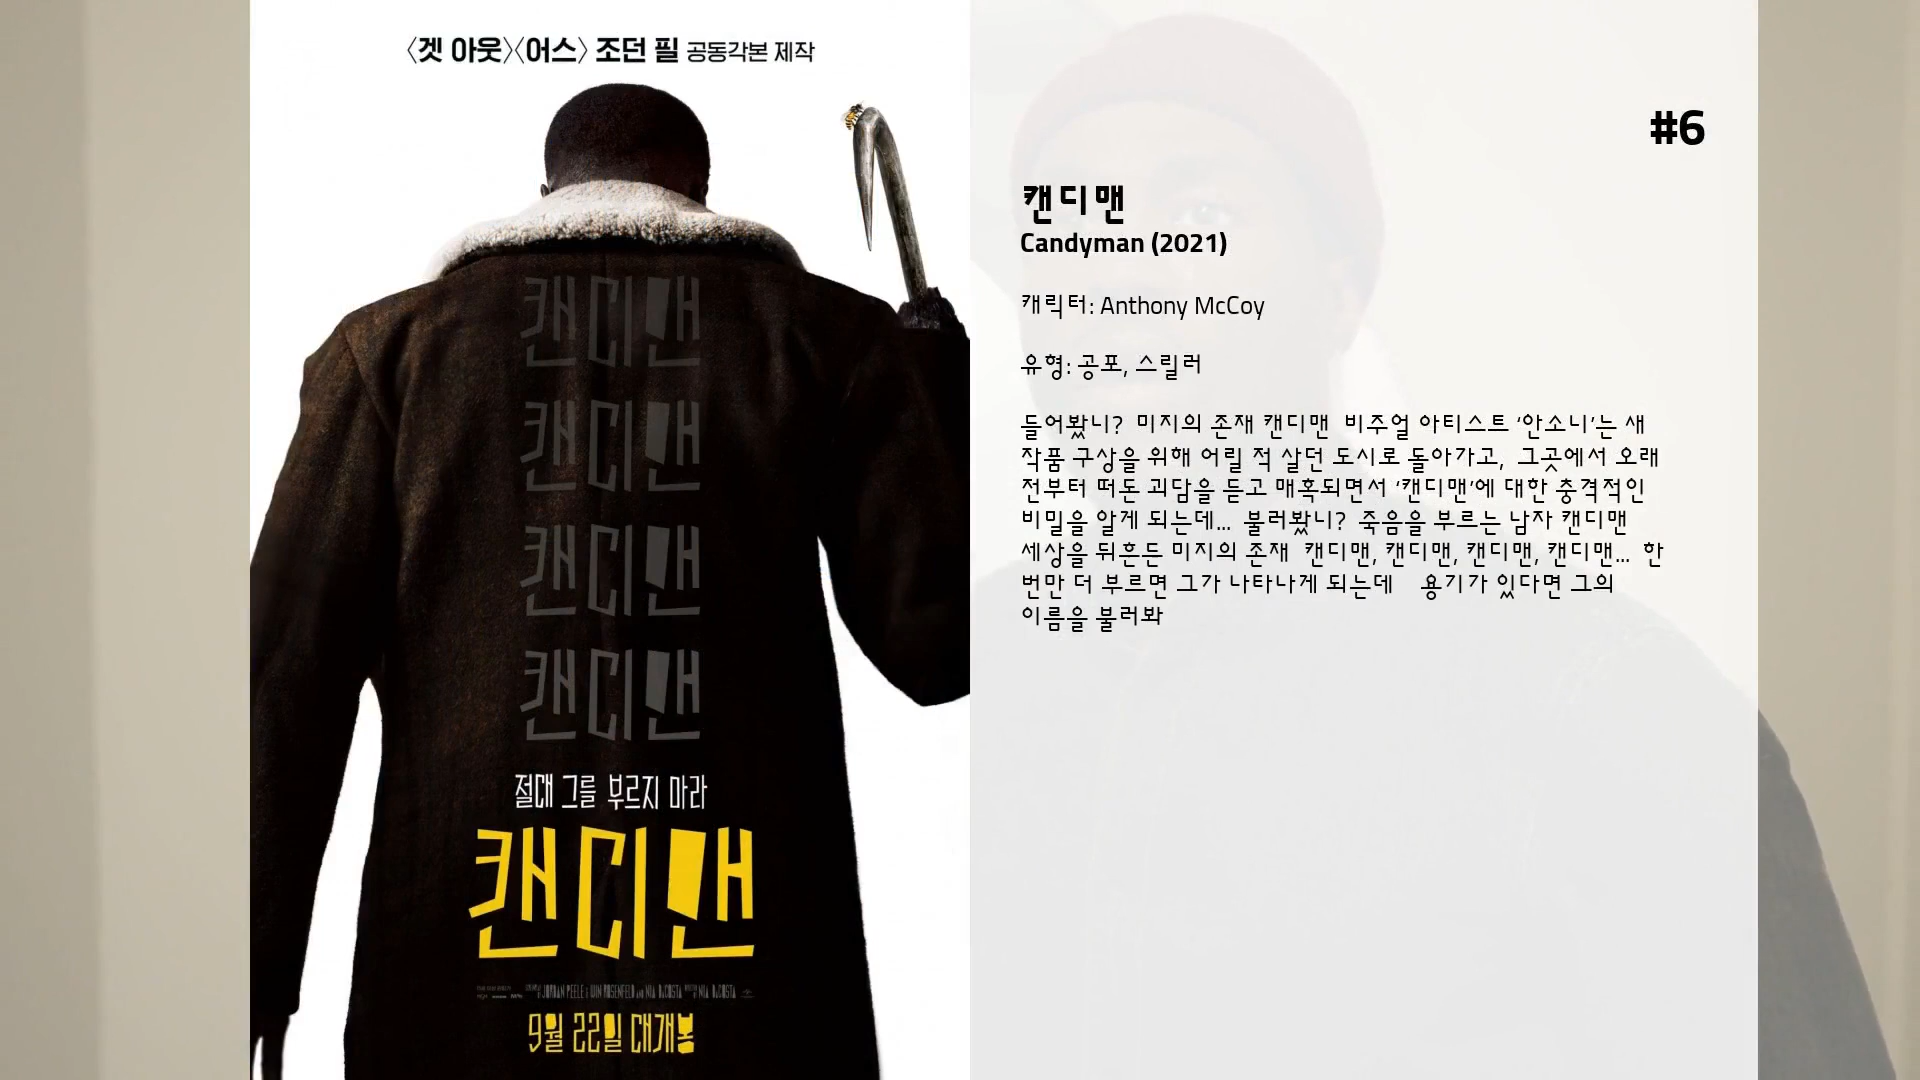 〈겟 아웃〉〈어스〉 조던 필 공동각본 제작
캔디맨
캔디맨
캔디맨
캔디맨
절대 그를 부르지 마라
캔디맨
JORDAN PEELE & WIN ROSENFELD AND NIA DaCOSTA NIA DaCOSTA
9월 22일 대개봉
#6
캔디맨
Candyman (2021)
캐릭터: Anthony McCoy
유형: 공포, 스릴러
들어봤니? 미지의 존재 캔디맨 비주얼 아티스트 ‘안소니’는 새
작품 구상을 위해 어릴 적 살던 도시로 돌아가고, 그곳에서 오래
전부터 떠돈 괴담을 듣고 매혹되면서 ‘캔디맨’에 대한 충격적인
비밀을 알게 되는데... 불러봤니? 죽음을 부르는 남자 캔디맨
세상을 뒤흔든 미지의 존재 캔디맨, 캔디맨, 캔디맨, 캔디맨... 한
번만 더 부르면 그가 나타나게 되는데 용기가 있다면 그의
이름을 불러봐